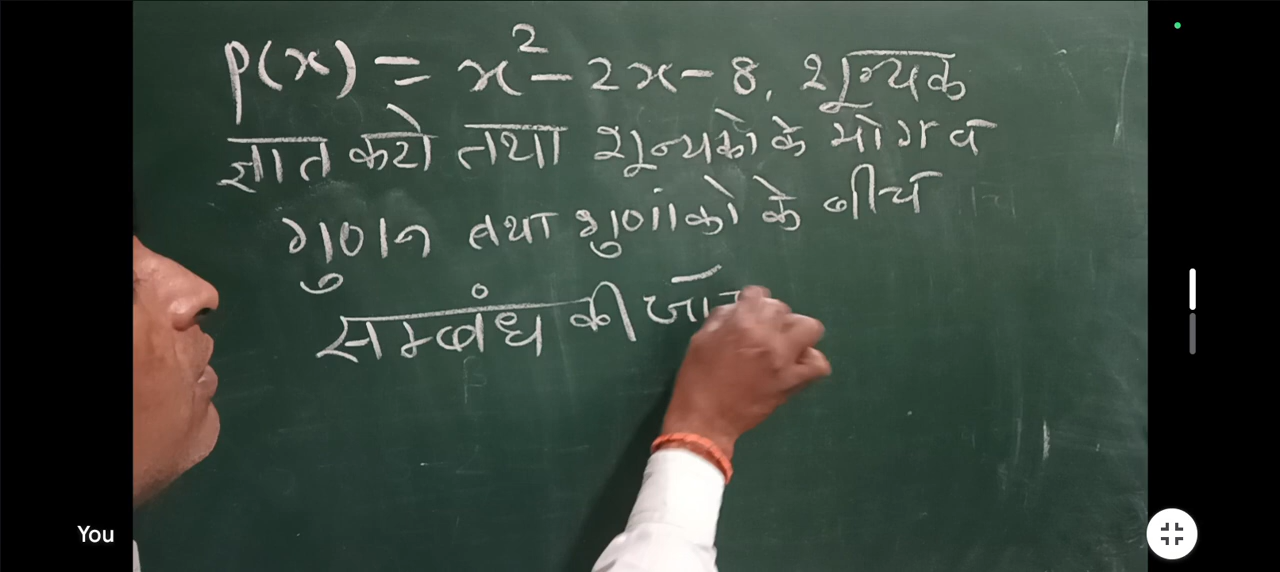 p(x) = x² - 2x - 8, शून्यक
ज्ञात करो तथा शून्यको के योग व
गुणन तथा गुणांको के बीच
सम्बंध की जाँच
You